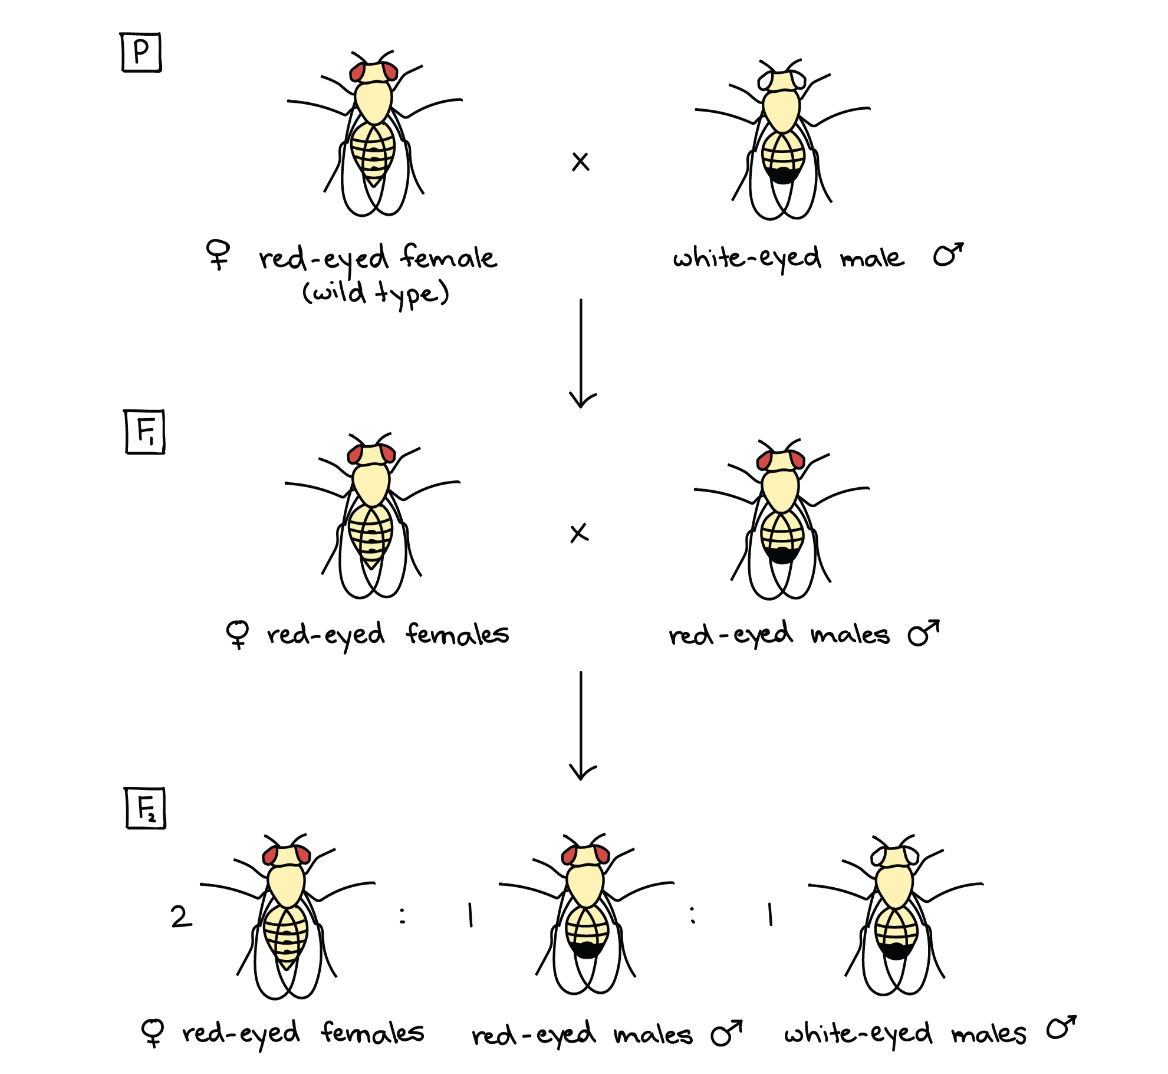 P
×
♀ red-eyed female
(wild type)
white-eyed male ♂
F₁
×
♀ red-eyed females
red-eyed males ♂
F₂
2 : 1 : 1
♀ red-eyed females
red-eyed males ♂
white-eyed males ♂